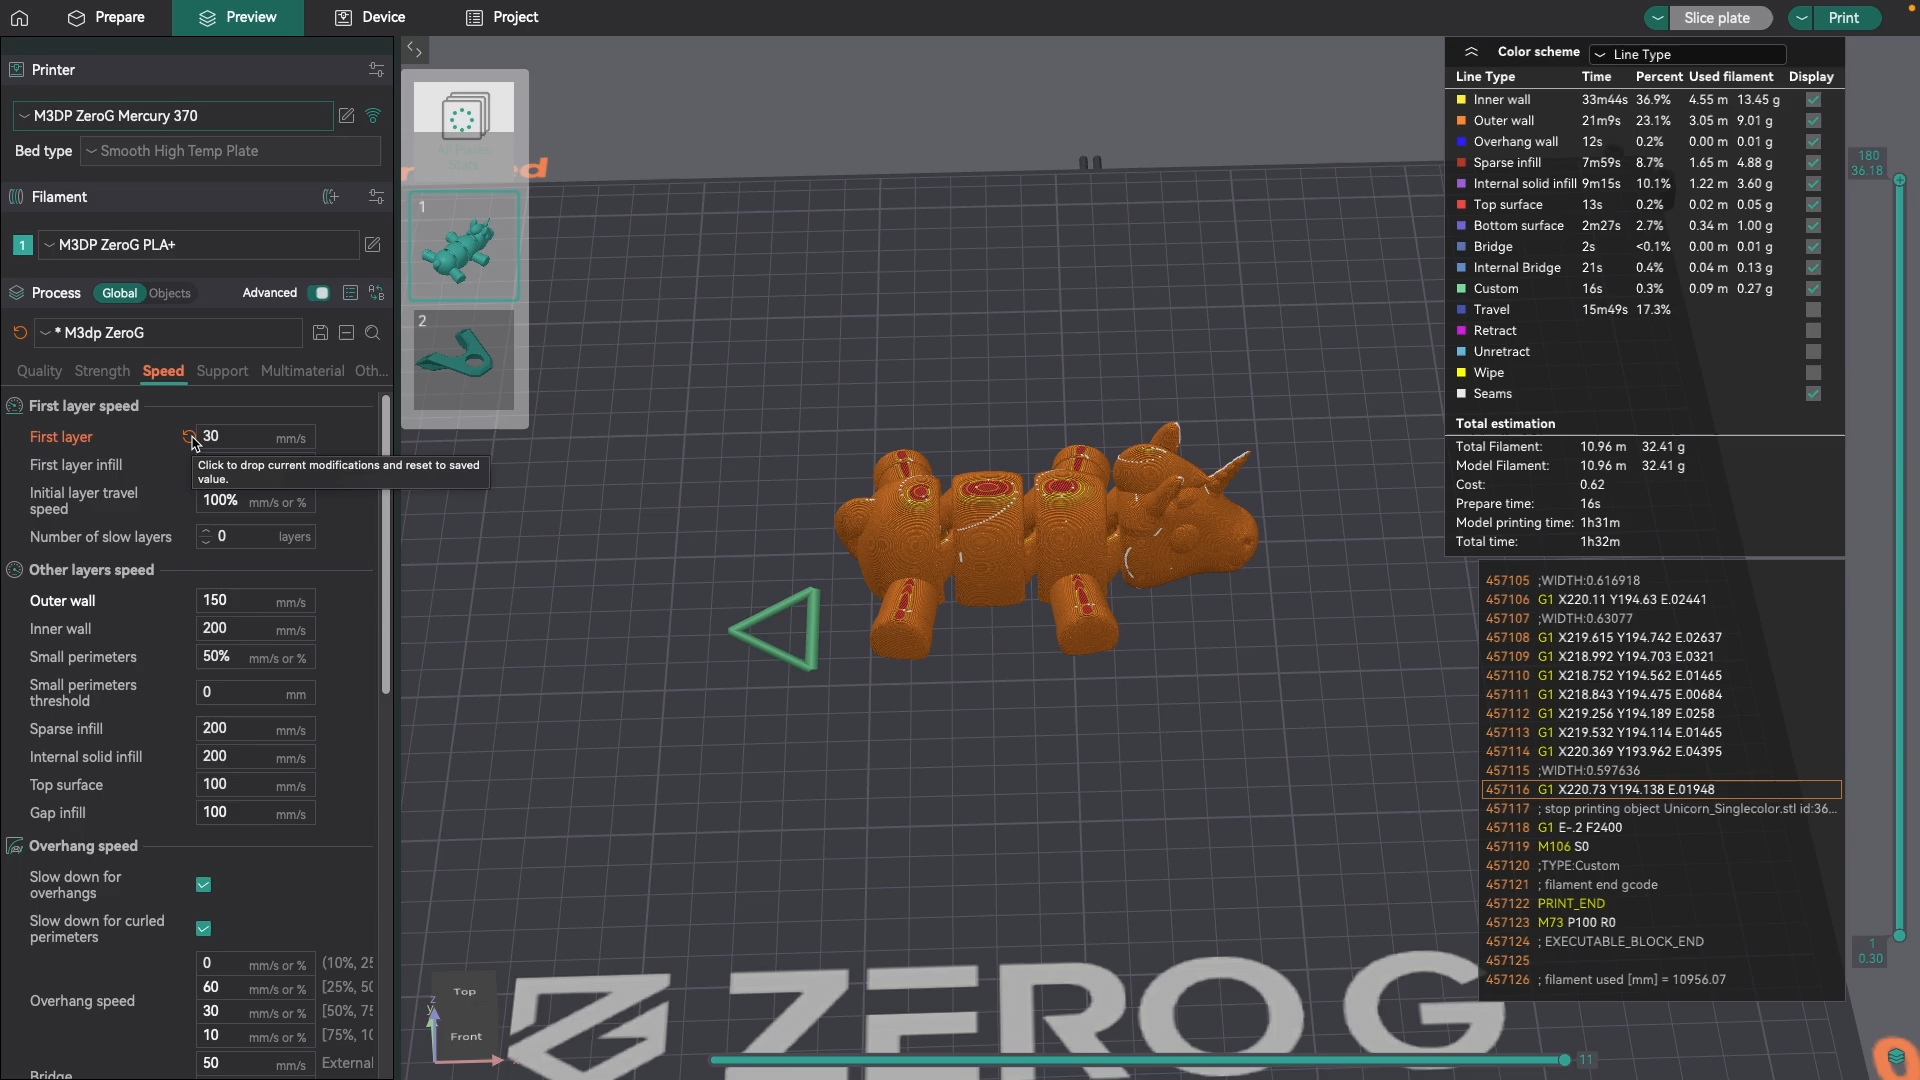 Prepare
Preview
Device
Project
Slice plate
Print
Printer
M3DP ZeroG Mercury 370
Bed type
Smooth High Temp Plate
Filament
1
M3DP ZeroG PLA+
Process
Global
Objects
Advanced
* M3dp ZeroG
Quality
Strength
Speed
Support
Multimaterial
Oth...
First layer speed
First layer
30 mm/s
Click to drop current modifications and reset to saved
value.
First layer infill
Initial layer travel
speed
100% mm/s or %
Number of slow layers
0 layers
Other layers speed
Outer wall
150 mm/s
Inner wall
200 mm/s
Small perimeters
50% mm/s or %
Small perimeters
threshold
0 mm
Sparse infill
200 mm/s
Internal solid infill
200 mm/s
Top surface
100 mm/s
Gap infill
100 mm/s
Overhang speed
Slow down for
overhangs
Slow down for curled
perimeters
Overhang speed
0 mm/s or % (10%, 25
60 mm/s or % [25%, 50
30 mm/s or % [50%, 75
10 mm/s or % [75%, 10
Bridge
50 mm/s External
1
2
Top
Front
ZERO G
11
Color scheme
Line Type
Line Type Time Percent Used filament Display
Inner wall 33m44s 36.9% 4.55 m 13.45 g
Outer wall 21m9s 23.1% 3.05 m 9.01 g
Overhang wall 12s 0.2% 0.00 m 0.01 g
Sparse infill 7m59s 8.7% 1.65 m 4.88 g
Internal solid infill 9m15s 10.1% 1.22 m 3.60 g
Top surface 13s 0.2% 0.02 m 0.05 g
Bottom surface 2m27s 2.7% 0.34 m 1.00 g
Bridge 2s <0.1% 0.00 m 0.01 g
Internal Bridge 21s 0.4% 0.04 m 0.13 g
Custom 16s 0.3% 0.09 m 0.27 g
Travel 15m49s 17.3%
Retract
Unretract
Wipe
Seams
Total estimation
Total Filament: 10.96 m 32.41 g
Model Filament: 10.96 m 32.41 g
Cost: 0.62
Prepare time: 16s
Model printing time: 1h31m
Total time: 1h32m
457105 ;WIDTH:0.616918
457106 G1 X220.11 Y194.63 E.02441
457107 ;WIDTH:0.63077
457108 G1 X219.615 Y194.742 E.02637
457109 G1 X218.992 Y194.703 E.0321
457110 G1 X218.752 Y194.562 E.01465
457111 G1 X218.843 Y194.475 E.00684
457112 G1 X219.256 Y194.189 E.0258
457113 G1 X219.532 Y194.114 E.01465
457114 G1 X220.369 Y193.962 E.04395
457115 ;WIDTH:0.597636
457116 G1 X220.73 Y194.138 E.01948
457117 ; stop printing object Unicorn_Singlecolor.stl id:36...
457118 G1 E-.2 F2400
457119 M106 S0
457120 ;TYPE:Custom
457121 ; filament end gcode
457122 PRINT_END
457123 M73 P100 R0
457124 ; EXECUTABLE_BLOCK_END
457125
457126 ; filament used [mm] = 10956.07
180
36.18
1
0.30